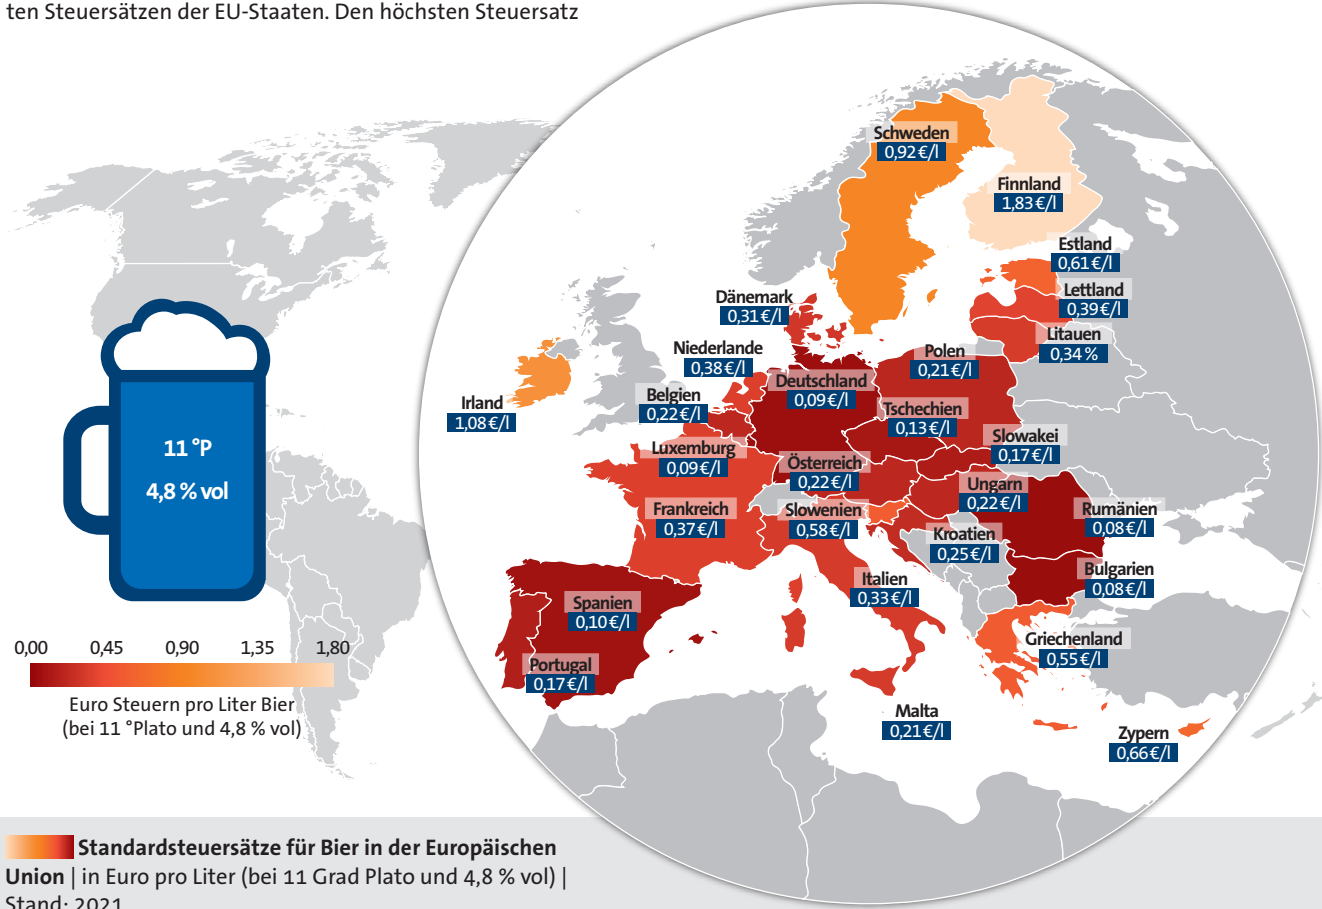 ten Steuersätzen der EU-Staaten. Den höchsten Steuersatz
Schweden
0,92 €/l
Finnland
1,83 €/l
Estland
0,61 €/l
Lettland
0,39 €/l
Litauen
0,34 %
Dänemark
0,31 €/l
Niederlande
0,38 €/l
Polen
0,21 €/l
Deutschland
0,09 €/l
Belgien
0,22 €/l
Irland
1,08 €/l
Tschechien
0,13 €/l
Slowakei
0,17 €/l
Luxemburg
0,09 €/l
Österreich
0,22 €/l
Ungarn
0,22 €/l
Frankreich
0,37 €/l
Slowenien
0,58 €/l
Rumänien
0,08 €/l
Kroatien
0,25 €/l
Bulgarien
0,08 €/l
Italien
0,33 €/l
Spanien
0,10 €/l
Griechenland
0,55 €/l
Portugal
0,17 €/l
Malta
0,21 €/l
Zypern
0,66 €/l
11 °P
4,8 % vol
0,00 0,45 0,90 1,35 1,80
Euro Steuern pro Liter Bier
(bei 11 °Plato und 4,8 % vol)
Standardsteuersätze für Bier in der Europäischen
Union | in Euro pro Liter (bei 11 Grad Plato und 4,8 % vol) |
Stand: 2021